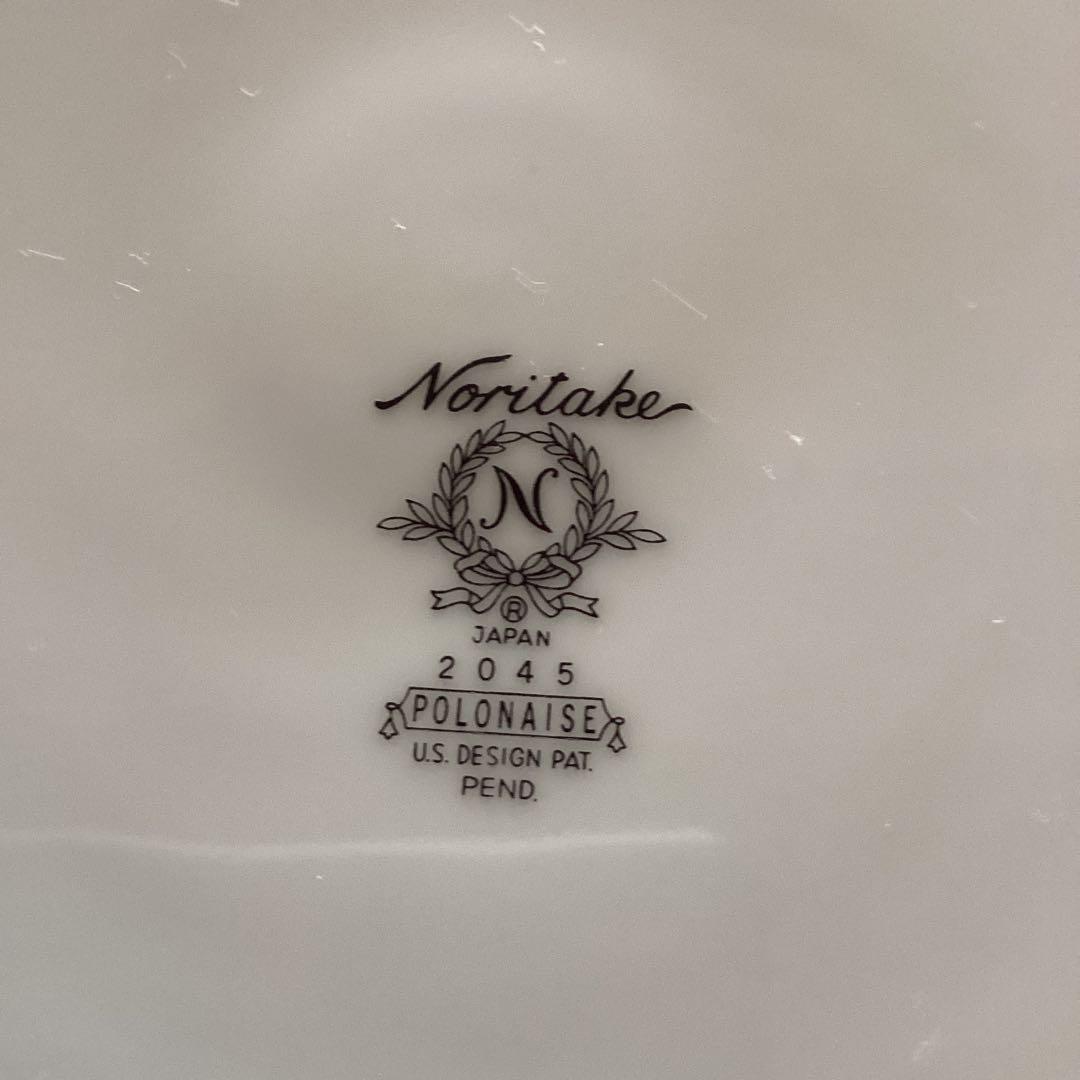 Noritake
N
®
JAPAN
2045
POLONAISE
U.S. DESIGN PAT.
PEND.